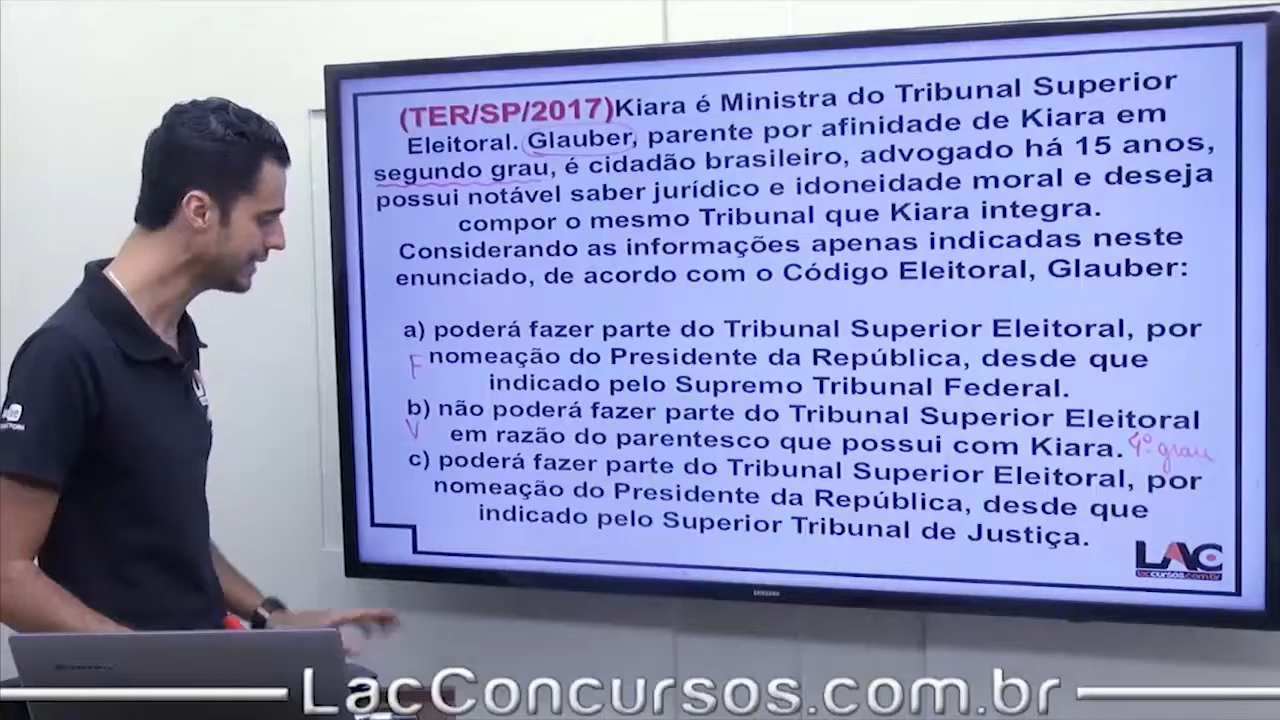 (TER/SP/2017)Kiara é Ministra do Tribunal Superior
Eleitoral. Glauber, parente por afinidade de Kiara em
segundo grau, é cidadão brasileiro, advogado há 15 anos,
possui notável saber jurídico e idoneidade moral e deseja
compor o mesmo Tribunal que Kiara integra.
Considerando as informações apenas indicadas neste
enunciado, de acordo com o Código Eleitoral, Glauber:
a) poderá fazer parte do Tribunal Superior Eleitoral, por
F nomeação do Presidente da República, desde que
indicado pelo Supremo Tribunal Federal.
b) não poderá fazer parte do Tribunal Superior Eleitoral
V em razão do parentesco que possui com Kiara. 4º grau
c) poderá fazer parte do Tribunal Superior Eleitoral, por
nomeação do Presidente da República, desde que
indicado pelo Superior Tribunal de Justiça.
LAC
lacconcursos.com.br
SAMSUNG
LacConcursos.com.br